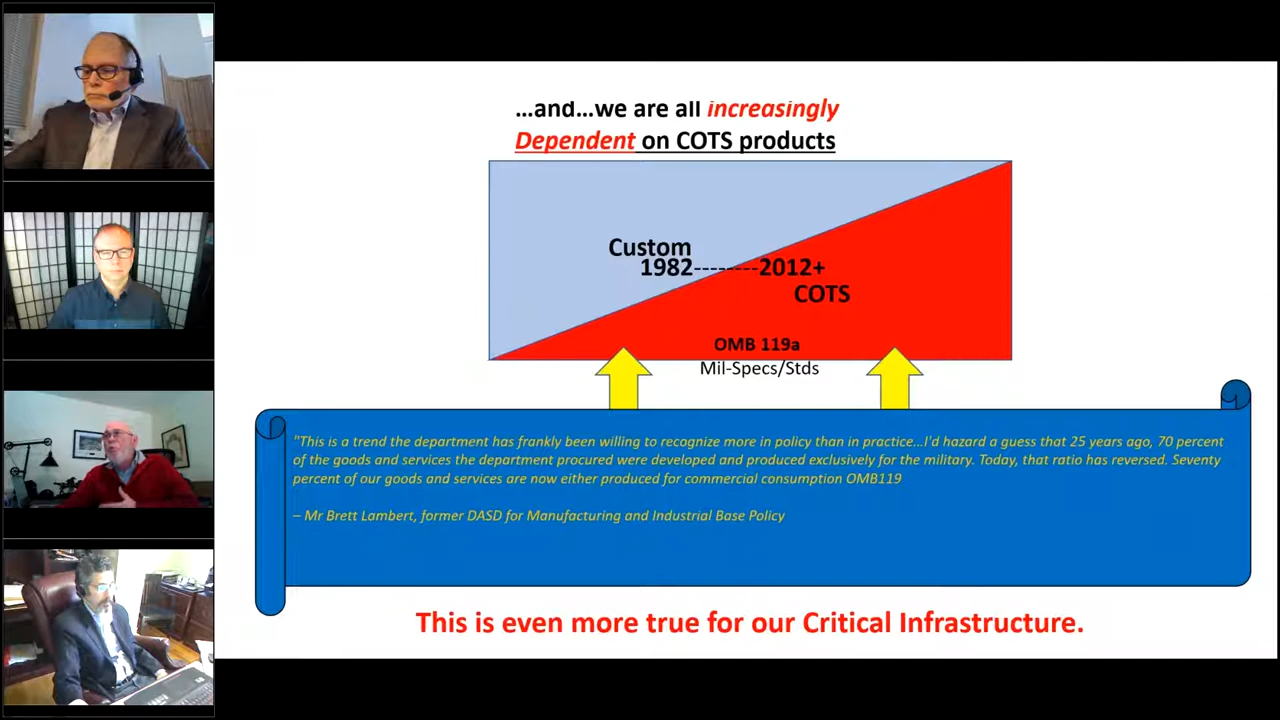 …and…we are all increasingly
Dependent on COTS products
Custom
1982--------2012+
COTS
OMB 119a
Mil-Specs/Stds
"This is a trend the department has frankly been willing to recognize more in policy than in practice…I'd hazard a guess that 25 years ago, 70 percent
of the goods and services the department procured were developed and produced exclusively for the military. Today, that ratio has reversed. Seventy
percent of our goods and services are now either produced for commercial consumption OMB119
– Mr Brett Lambert, former DASD for Manufacturing and Industrial Base Policy
This is even more true for our Critical Infrastructure.